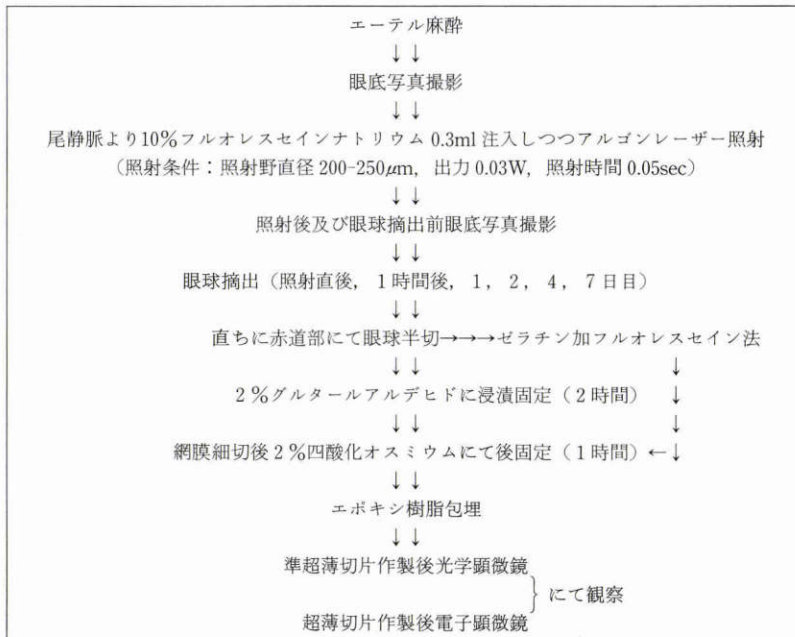 エーテル麻酔
↓↓
眼底写真撮影
↓↓
尾静脈より10%フルオレスセインナトリウム 0.3ml 注入しつつアルゴンレーザー照射
(照射条件:照射野直径 200-250μm, 出力 0.03W, 照射時間 0.05sec)
↓↓
照射後及び眼球摘出前眼底写真撮影
↓↓
眼球摘出(照射直後, 1時間後, 1, 2, 4, 7日目)
↓↓
直ちに赤道部にて眼球半切→→→ゼラチン加フルオレスセイン法
↓↓ ↓
2%グルタールアルデヒドに浸漬固定(2時間) ↓
↓↓ ↓
網膜細切後2%四酸化オスミウムにて後固定(1時間)←↓
↓↓
エポキシ樹脂包埋
↓↓
準超薄切片作製後光学顕微鏡
} にて観察
超薄切片作製後電子顕微鏡